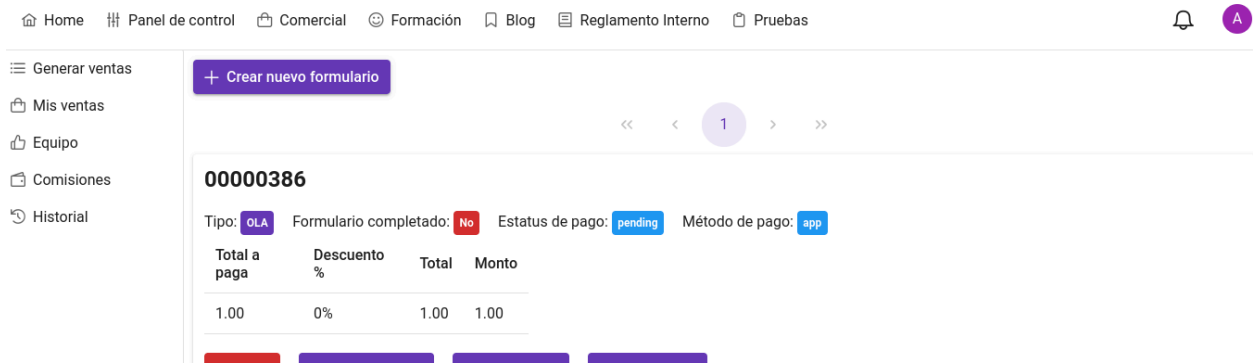 Home Panel de control Comercial Formación Blog Reglamento Interno Pruebas A
Generar ventas
Mis ventas
Equipo
Comisiones
Historial
Crear nuevo formulario
« ‹ 1 › »
00000386
Tipo: OLA Formulario completado: No Estatus de pago: pending Método de pago: app
Total a paga Descuento % Total Monto
1.00 0% 1.00 1.00